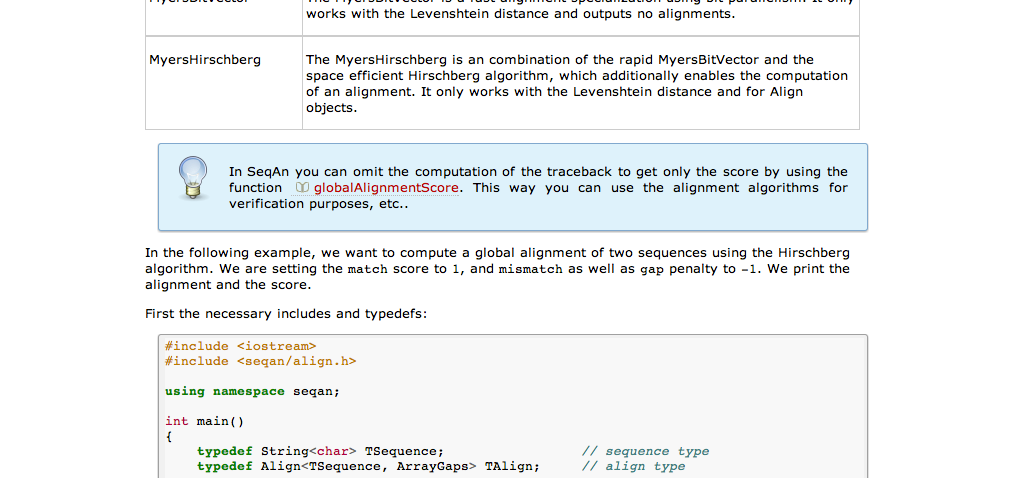 works with the Levenshtein distance and outputs no alignments.
MyersHirschberg
The MyersHirschberg is an combination of the rapid MyersBitVector and the
space efficient Hirschberg algorithm, which additionally enables the computation
of an alignment. It only works with the Levenshtein distance and for Align
objects.
In SeqAn you can omit the computation of the traceback to get only the score by using the
function globalAlignmentScore. This way you can use the alignment algorithms for
verification purposes, etc..
In the following example, we want to compute a global alignment of two sequences using the Hirschberg
algorithm. We are setting the match score to 1, and mismatch as well as gap penalty to -1. We print the
alignment and the score.
First the necessary includes and typedefs:
#include <iostream>
#include <seqan/align.h>
using namespace seqan;
int main()
{
typedef String<char> TSequence; // sequence type
typedef Align<TSequence, ArrayGaps> TAlign; // align type